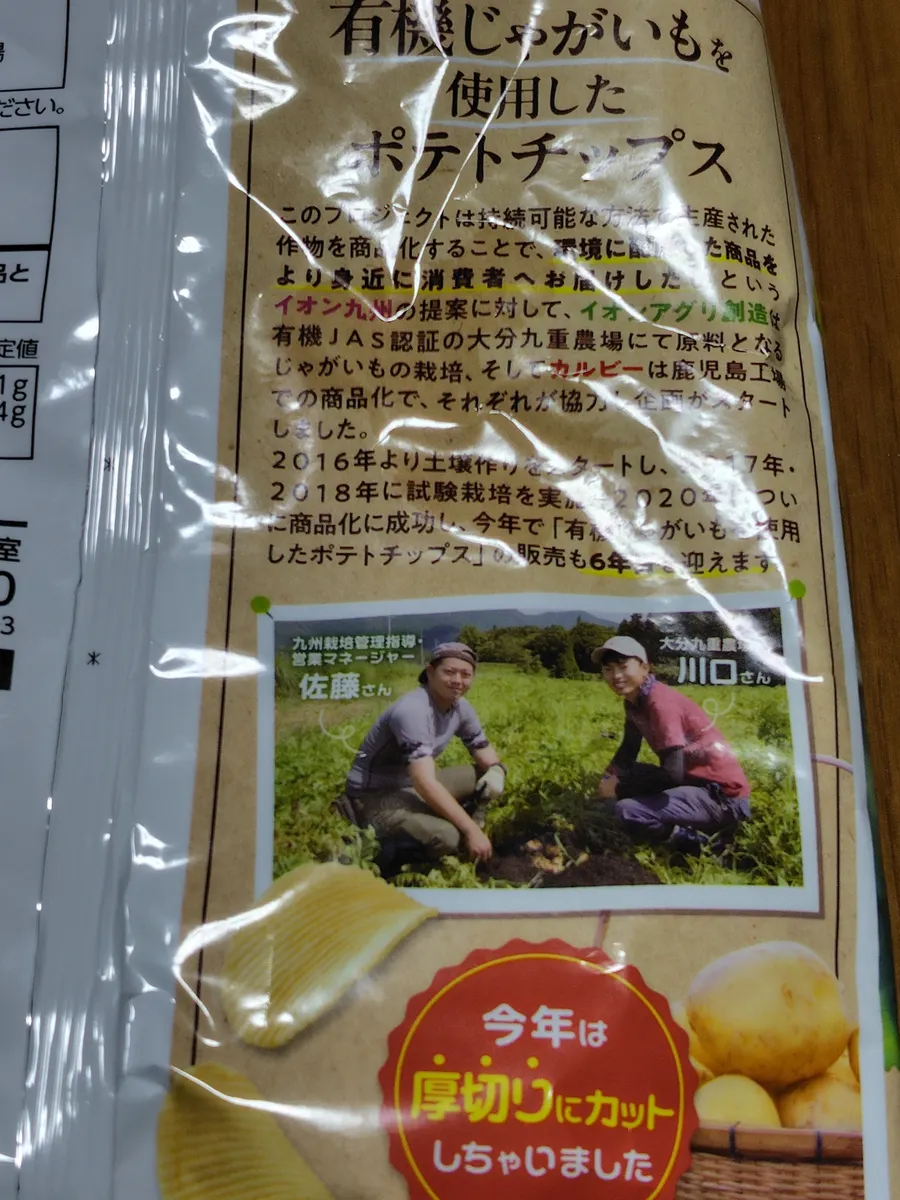 有機じゃがいもを
使用した
ポテトチップス
このプロジェクトは持続可能な方法で生産された
作物を商品化することで、環境に配慮した商品を
より身近に消費者へお届けしたいという
イオン九州の提案に対して、イオンアグリ創造は
有機JAS認証の大分九重農場にて原料となる
じゃがいもの栽培、そしてカルビーは鹿児島工場
での商品化で、それぞれが協力し企画がスタート
しました。
2016年より土壌作りをスタートし、2017年・
2018年に試験栽培を実施、2020年につい
に商品化に成功し、今年で「有機じゃがいもを使用
したポテトチップス」の販売も6年目を迎えます。
九州栽培管理指導・
営業マネージャー
佐藤さん
大分九重農場
川口さん
今年は
厚切りにカット
しちゃいました
ださい。
品と
定値
1g
4g
室
0
3
*
*